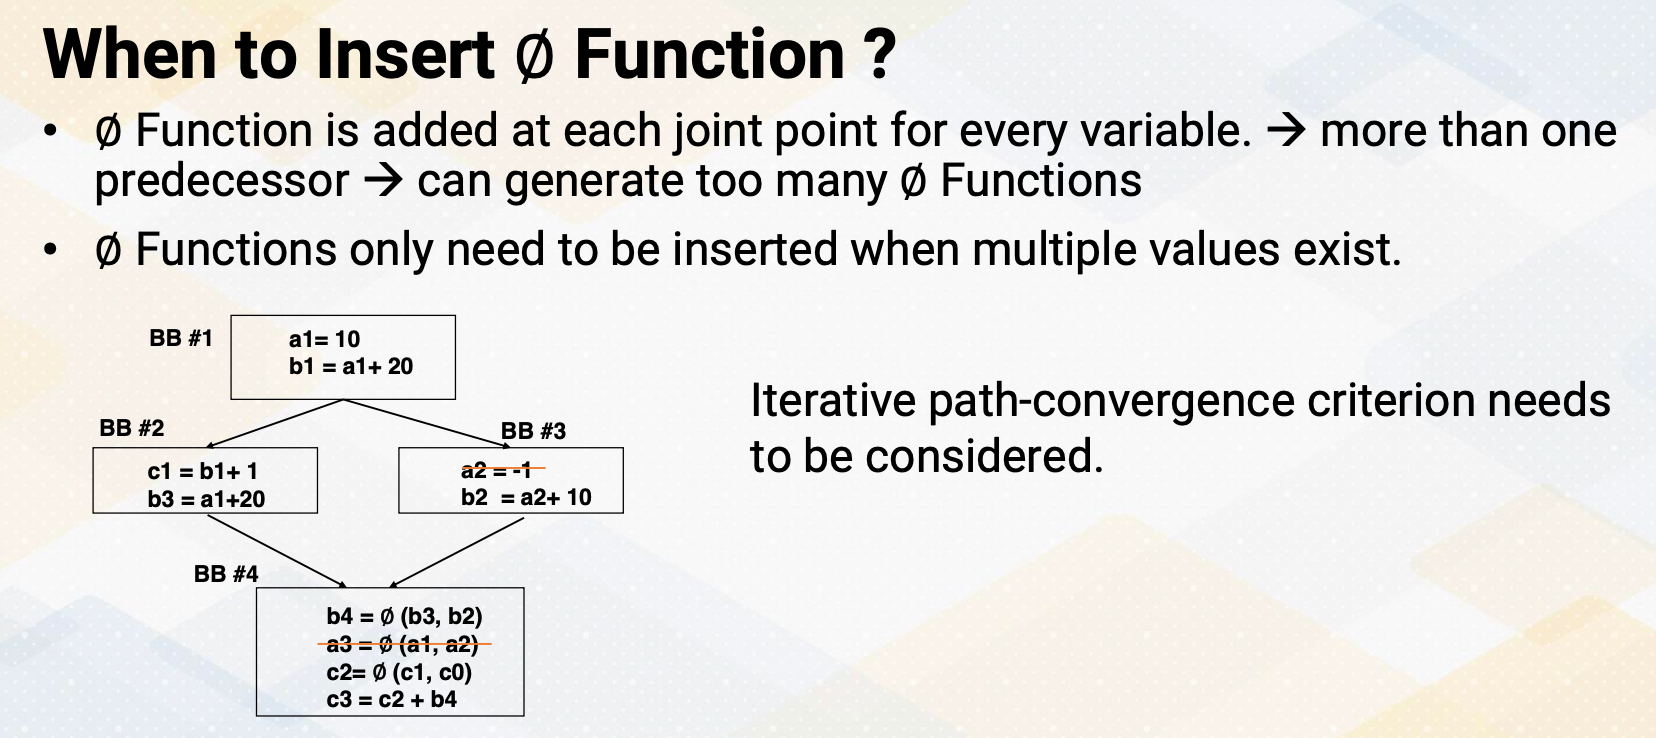 When to Insert ∅ Function ?
• ∅ Function is added at each joint point for every variable. → more than one
predecessor → can generate too many ∅ Functions
• ∅ Functions only need to be inserted when multiple values exist.
BB #1
a1= 10
b1 = a1+ 20
BB #2
c1 = b1+ 1
b3 = a1+20
BB #3
a2 = -1
b2 = a2+ 10
BB #4
b4 = ∅ (b3, b2)
a3 = ∅ (a1, a2)
c2= ∅ (c1, c0)
c3 = c2 + b4
Iterative path-convergence criterion needs
to be considered.